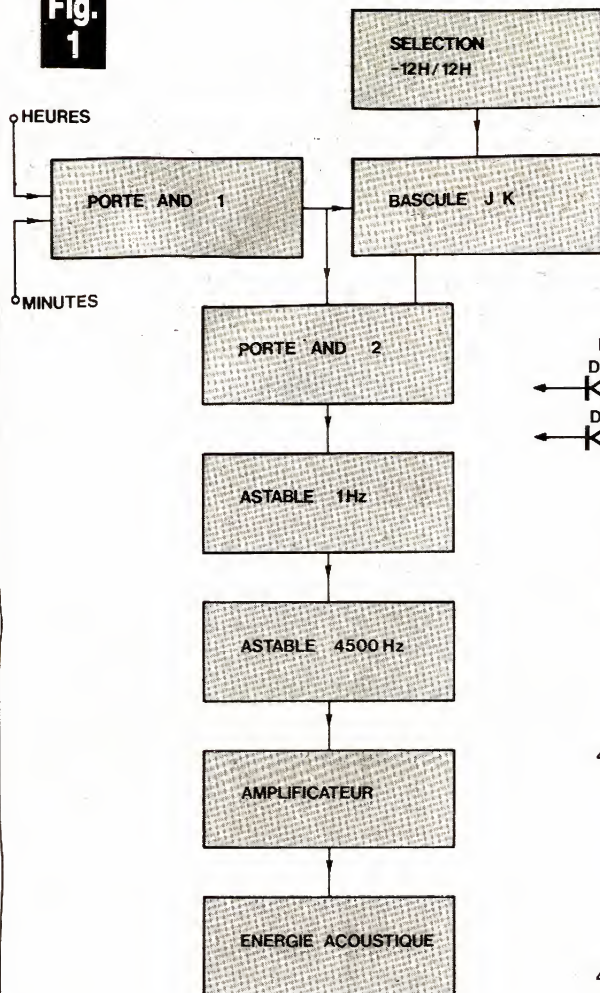 Fig.
1
SELECTION
-12H/12H
HEURES
PORTE AND 1
BASCULE J K
MINUTES
PORTE AND 2
D
D
ASTABLE 1Hz
ASTABLE 4500 Hz
AMPLIFICATEUR
ENERGIE ACOUSTIQUE